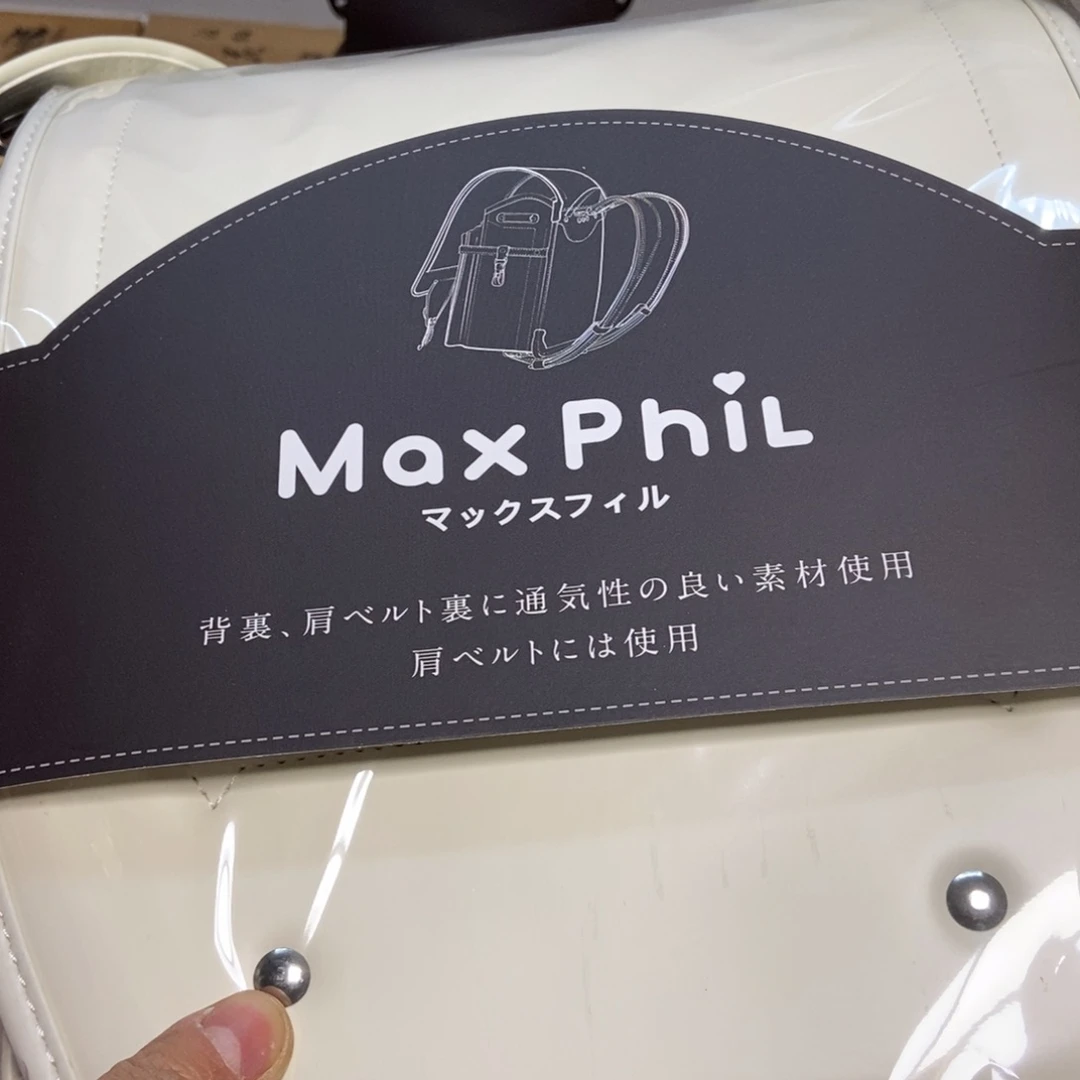 Max Phil
マックスフィル
背裏、肩ベルト裏に通気性の良い素材使用
肩ベルトには使用